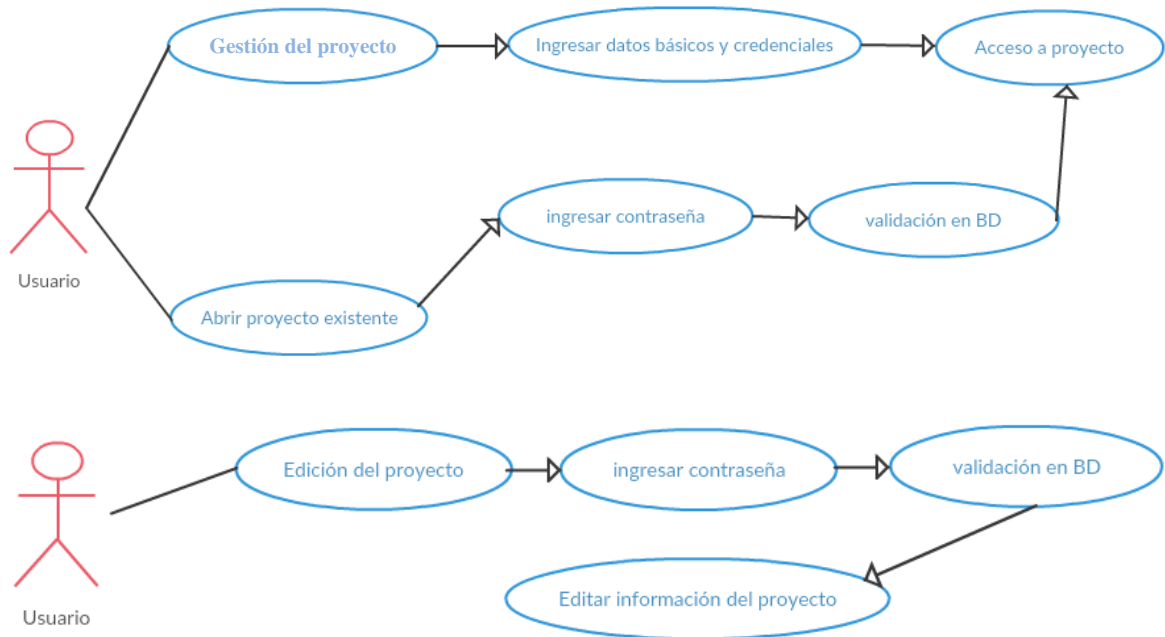 Gestión del proyecto
Ingresar datos básicos y credenciales
Acceso a proyecto
ingresar contraseña
validación en BD
Usuario
Abrir proyecto existente
Edición del proyecto
ingresar contraseña
validación en BD
Editar información del proyecto
Usuario